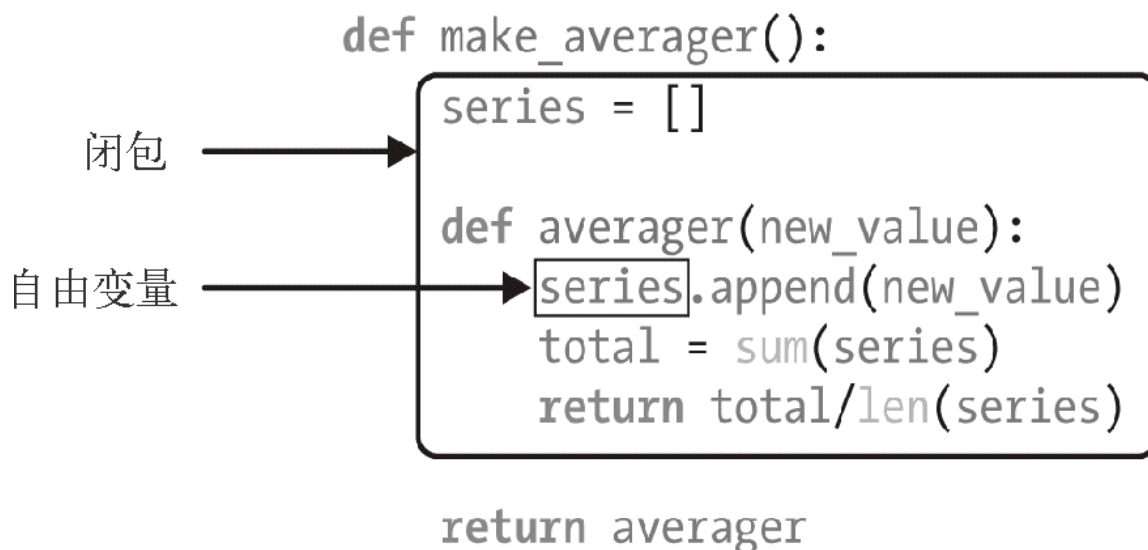 def make_averager():
series = []
闭包
def averager(new_value):
自由变量 series.append(new_value)
total = sum(series)
return total/len(series)
return averager